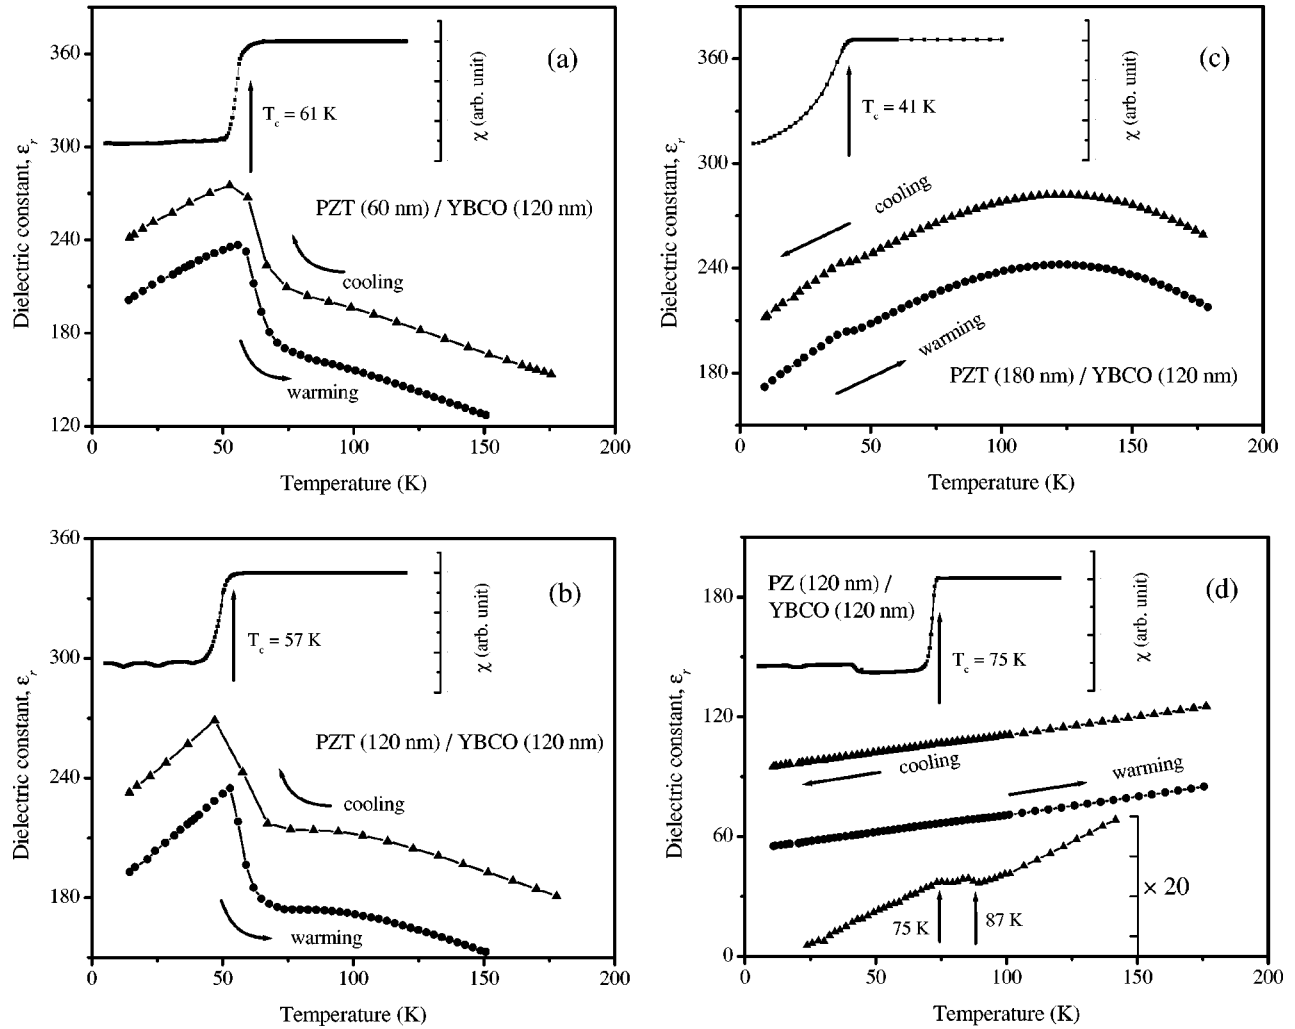 (a)
Dielectric constant, εr
360
300
240
180
120
χ (arb. unit)
Tc = 61 K
PZT (60 nm) / YBCO (120 nm)
cooling
warming
0 50 100 150 200
Temperature (K)
(c)
Dielectric constant, εr
360
300
240
180
χ (arb. unit)
Tc = 41 K
cooling
warming
PZT (180 nm) / YBCO (120 nm)
0 50 100 150 200
Temperature (K)
(b)
Dielectric constant, εr
360
300
240
180
χ (arb. unit)
Tc = 57 K
PZT (120 nm) / YBCO (120 nm)
cooling
warming
0 50 100 150 200
Temperature (K)
(d)
Dielectric constant, εr
180
120
60
0
PZ (120 nm) /
YBCO (120 nm)
χ (arb. unit)
Tc = 75 K
cooling
warming
× 20
75 K
87 K
0 50 100 150 200
Temperature (K)